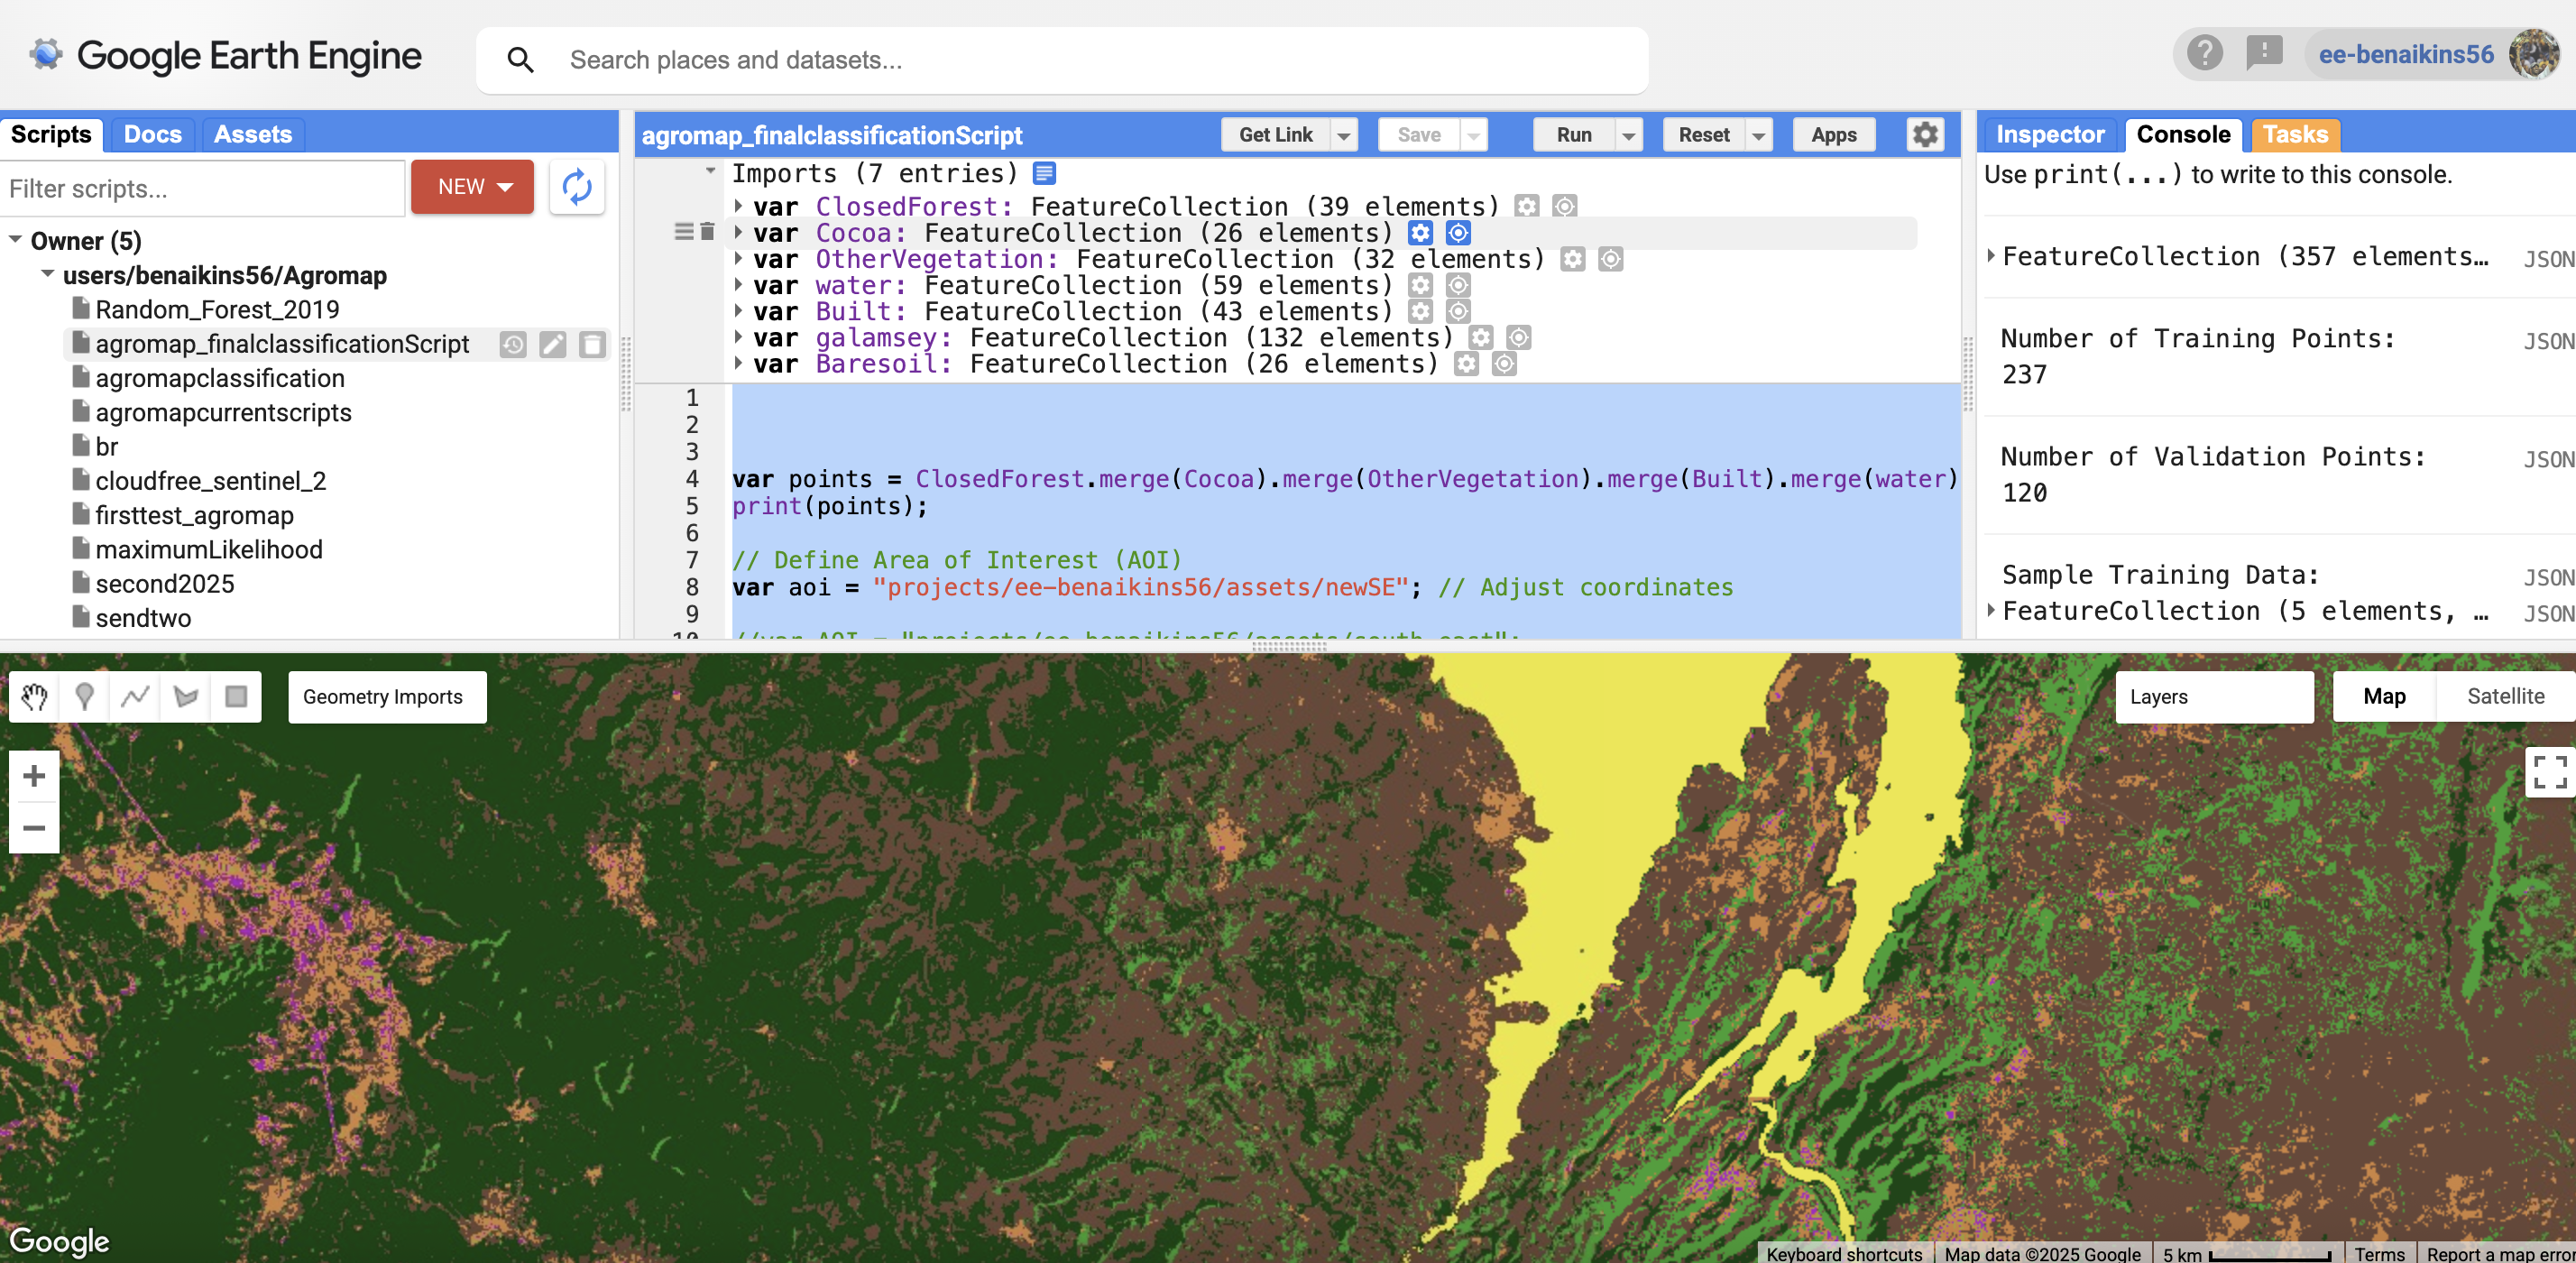 Google Earth Engine
Search places and datasets...
ee-benaikins56
Scripts
Docs
Assets
Filter scripts...
NEW
Owner (5)
users/benaikins56/Agromap
Random_Forest_2019
agromap_finalclassificationScript
agromapclassification
agromapcurrentscripts
br
cloudfree_sentinel_2
firsttest_agromap
maximumLikelihood
second2025
sendtwo
agromap_finalclassificationScript
Get Link
Save
Run
Reset
Apps
Imports (7 entries)
var ClosedForest: FeatureCollection (39 elements)
var Cocoa: FeatureCollection (26 elements)
var OtherVegetation: FeatureCollection (32 elements)
var water: FeatureCollection (59 elements)
var Built: FeatureCollection (43 elements)
var galamsey: FeatureCollection (132 elements)
var Baresoil: FeatureCollection (26 elements)
1
2
3
4 var points = ClosedForest.merge(Cocoa).merge(OtherVegetation).merge(Built).merge(water)
5 print(points);
6
7 // Define Area of Interest (AOI)
8 var aoi = "projects/ee-benaikins56/assets/newSE"; // Adjust coordinates
9
10 //var AOI = "projects/ee-benaikins56/assets/south_east";
Inspector
Console
Tasks
Use print(...) to write to this console.
FeatureCollection (357 elements… JSON
Number of Training Points: JSON
237
Number of Validation Points: JSON
120
Sample Training Data: JSON
FeatureCollection (5 elements, … JSON
Geometry Imports
Layers
Map
Satellite
Google
Keyboard shortcuts
Map data ©2025 Google
5 km
Terms
Report a map error